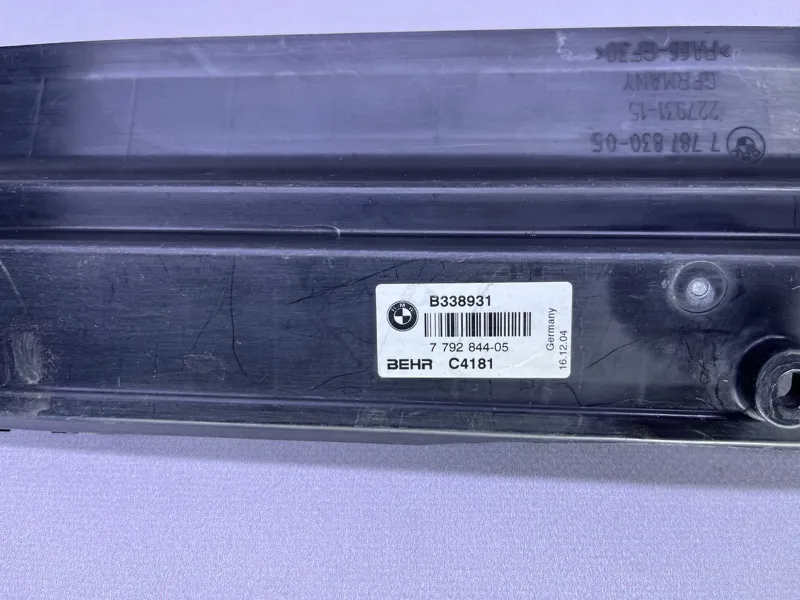 >PA66-GF30<
GERMANY
227931-15
7 787 830-05
BMW
B338931
7 792 844-05
BEHR C4181
Germany
16.12.04